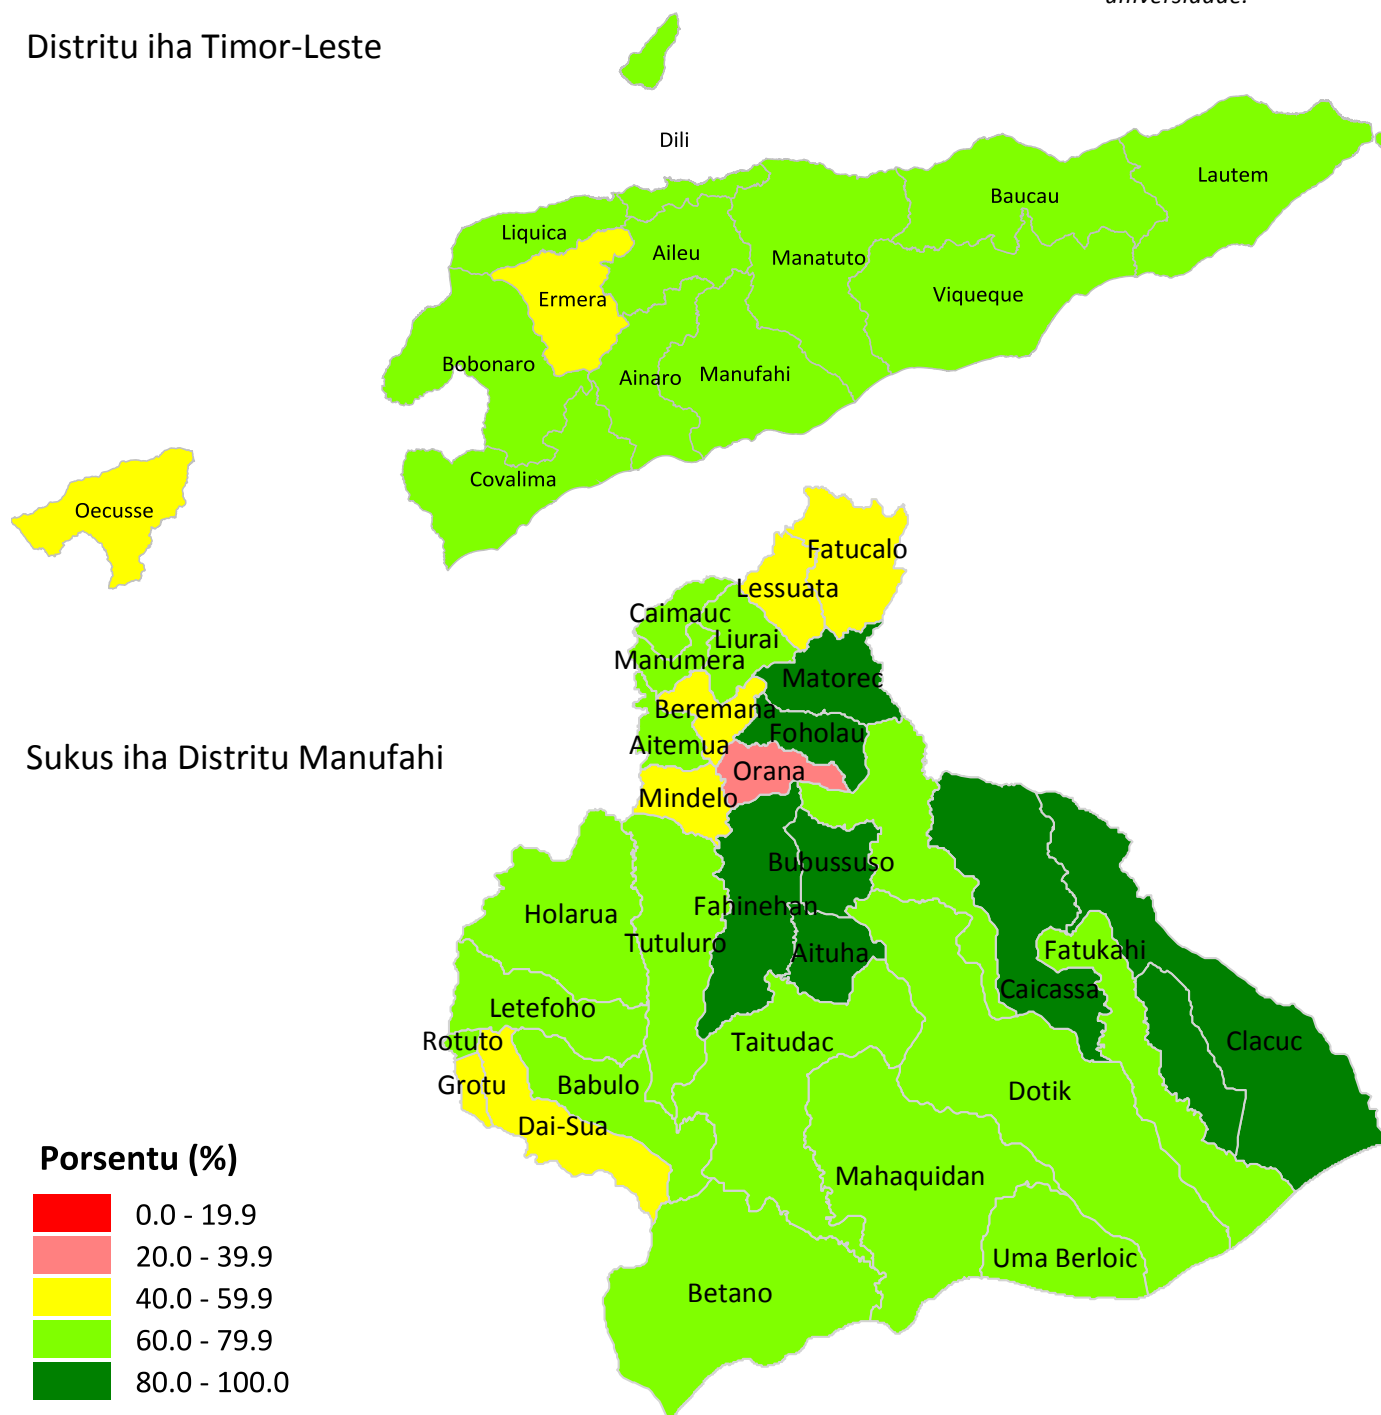 Distritu iha Timor-Leste
Dili
Lautem
Baucau
Liquica
Aileu
Manatuto
Ermera
Viqueque
Bobonaro
Ainaro
Manufahi
Covalima
Oecusse
Fatucalo
Lessuata
Caimauc
Liurai
Manumera
Matorec
Beremana
Foholau
Aitemua
Sukus iha Distritu Manufahi
Orana
Mindelo
Bubussuso
Fahinehan
Holarua
Tutuluro
Aituha
Fatukahi
Caicassa
Letefoho
Rotuto
Taitudac
Clacuc
Grotu
Babulo
Dotik
Dai-Sua
Mahaquidan
Uma Berloic
Betano
Porsentu (%)
0.0 - 19.9
20.0 - 39.9
40.0 - 59.9
60.0 - 79.9
80.0 - 100.0